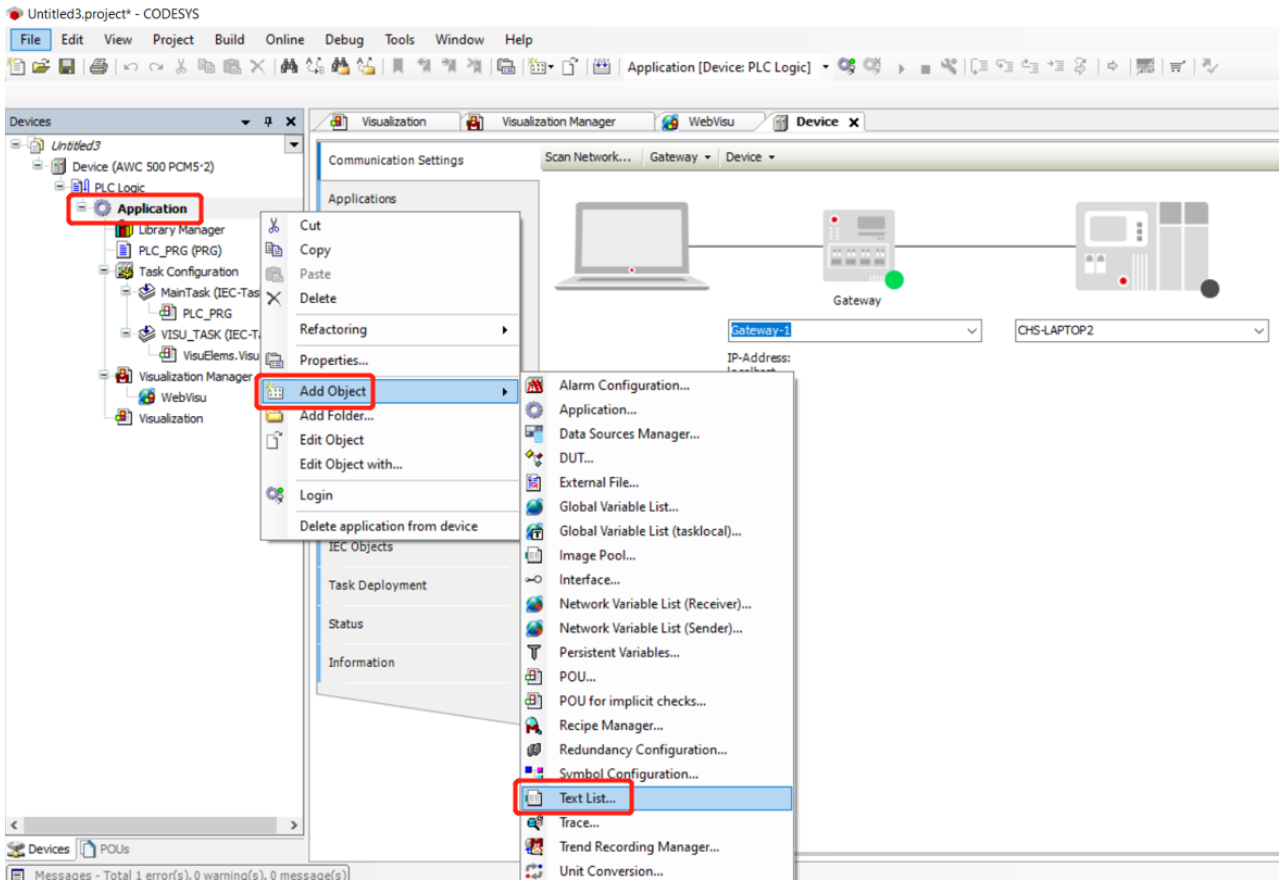 Untitled3.project* - CODESYS
File Edit View Project Build Online Debug Tools Window Help
Application [Device: PLC Logic]
Devices
Visualization Visualization Manager WebVisu Device
Untitled3
Device (AWC 500 PCM5-2)
PLC Logic
Application
Library Manager
PLC_PRG (PRG)
Task Configuration
MainTask (IEC-Tas
PLC_PRG
VISU_TASK (IEC-T
VisuElems.Visu
Visualization Manager
WebVisu
Visualization
Communication Settings
Applications
Scan Network... Gateway Device
Cut
Copy
Paste
Delete
Refactoring
Properties...
Add Object
Add Folder...
Edit Object
Edit Object with...
Login
Delete application from device
Gateway
Gateway-1
CHS-LAPTOP2
IP-Address:
localhost
IEC Objects
Task Deployment
Status
Information
Alarm Configuration...
Application...
Data Sources Manager...
DUT...
External File...
Global Variable List...
Global Variable List (tasklocal)...
Image Pool...
Interface...
Network Variable List (Receiver)...
Network Variable List (Sender)...
Persistent Variables...
POU...
POU for implicit checks...
Recipe Manager...
Redundancy Configuration...
Symbol Configuration...
Text List...
Trace...
Trend Recording Manager...
Unit Conversion...
Devices POUs
Messages - Total 1 error(s), 0 warning(s), 0 message(s)